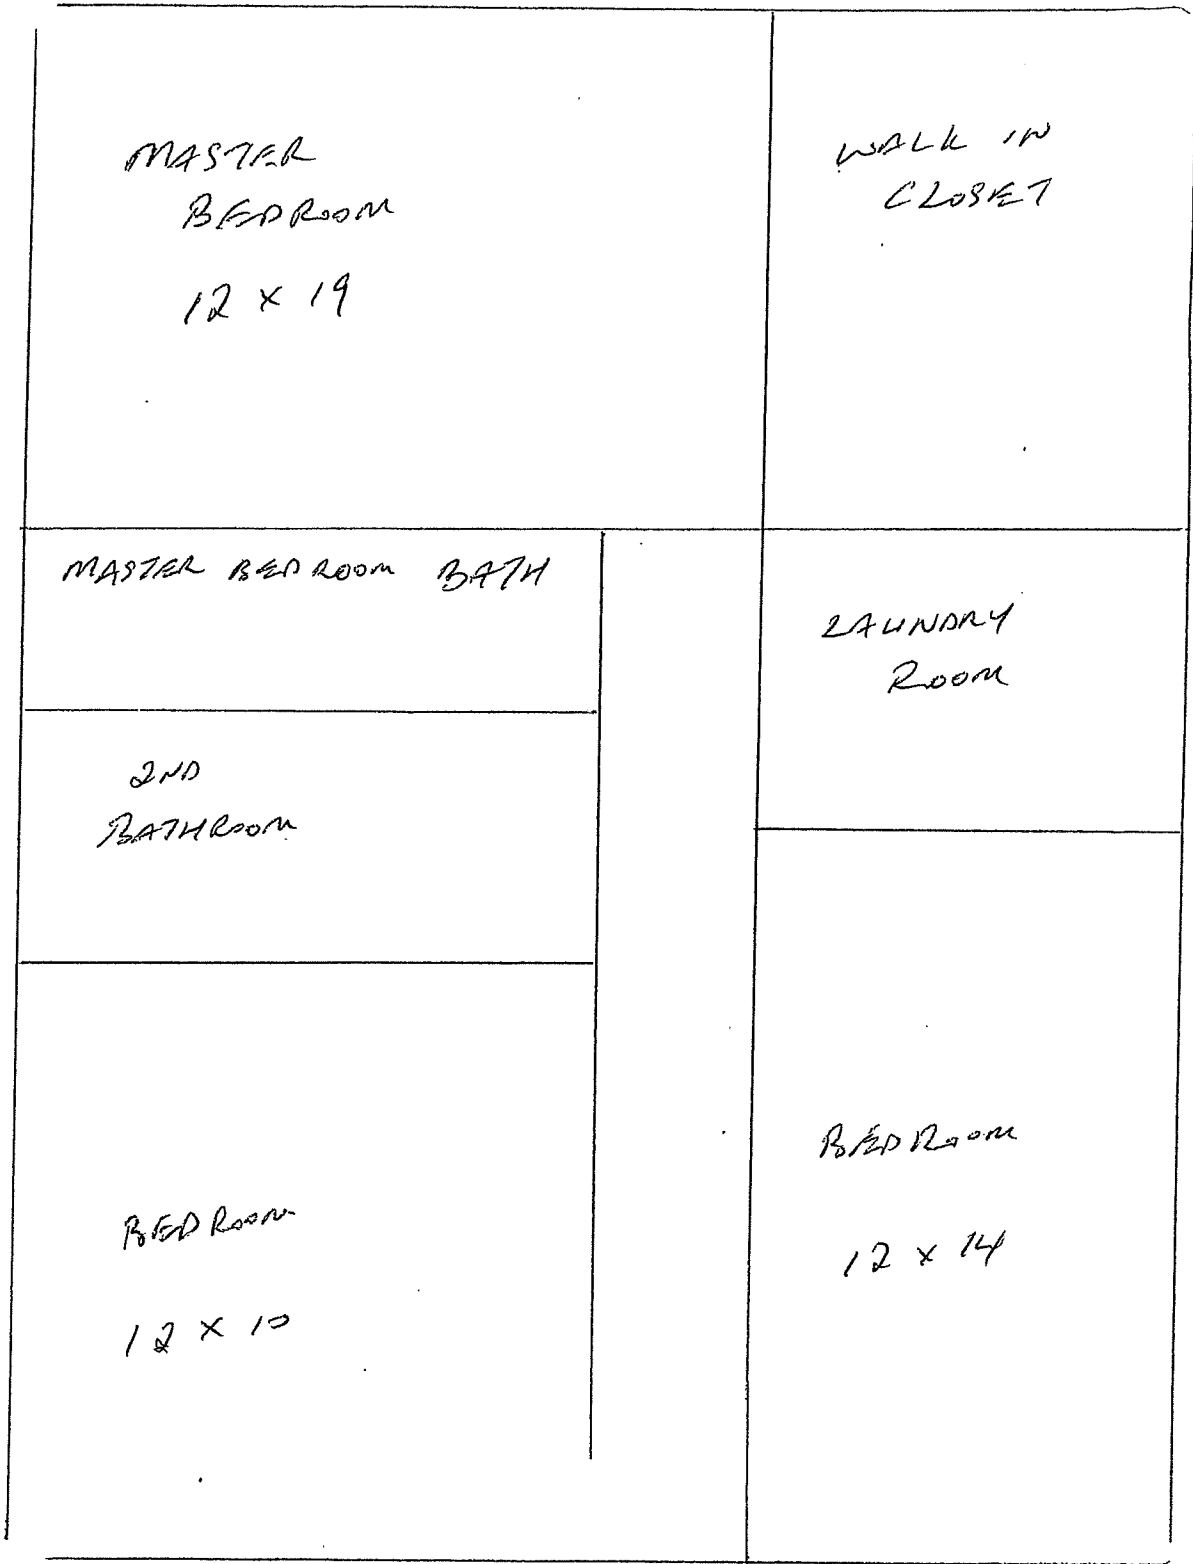 MASTER
BEDROOM
12 x 19
WALK IN
CLOSET
MASTER BEDROOM BATH
LAUNDRY
ROOM
2ND
BATHROOM
BEDROOM
12 x 14
BEDROOM
12 x 10